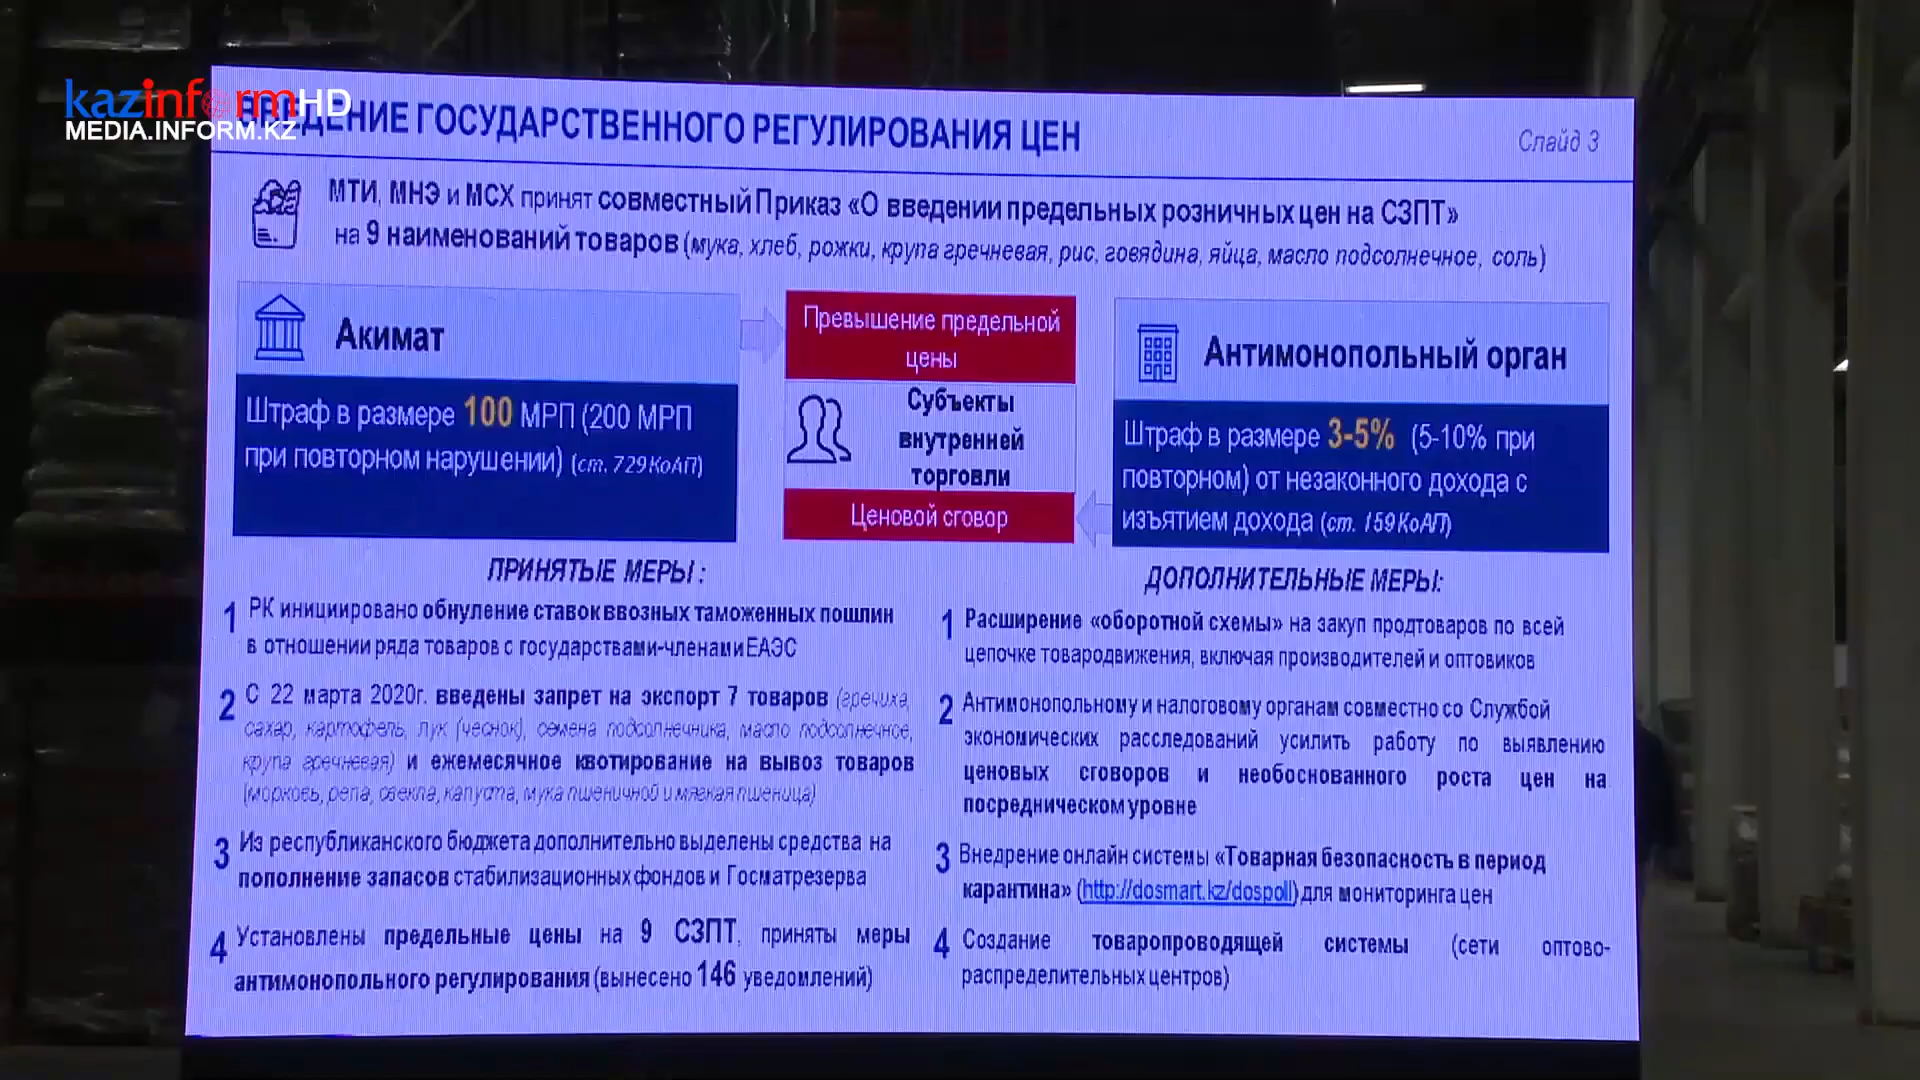 kazinformHD
MEDIA.INFORM.KZ
ВВЕДЕНИЕ ГОСУДАРСТВЕННОГО РЕГУЛИРОВАНИЯ ЦЕН
Слайд 3
МТИ, МНЭ и МСХ принят совместный Приказ «О введении предельных розничных цен на СЗПТ»
на 9 наименований товаров (мука, хлеб, рожки, крупа гречневая, рис, говядина, яйца, масло подсолнечное, соль)
Акимат
Штраф в размере 100 МРП (200 МРП
при повторном нарушении) (ст. 729 КоАП)
Превышение предельной
цены
Субъекты
внутренней
торговли
Ценовой сговор
Антимонопольный орган
Штраф в размере 3-5% (5-10% при
повторном) от незаконного дохода с
изъятием дохода (ст. 159 КоАП)
ПРИНЯТЫЕ МЕРЫ :
1 РК инициировано обнуление ставок ввозных таможенных пошлин
в отношении ряда товаров с государствами-членами ЕАЭС
2 С 22 марта 2020г. введены запрет на экспорт 7 товаров (гречиха,
сахар, картофель, лук (чеснок), семена подсолнечника, масло подсолнечное,
крупа гречневая) и ежемесячное квотирование на вывоз товаров
(морковь, репа, свекла, капуста, мука пшеничной и мягкая пшеница)
3 Из республиканского бюджета дополнительно выделены средства на
пополнение запасов стабилизационных фондов и Госматрезерва
4 Установлены предельные цены на 9 СЗПТ, приняты меры
антимонопольного регулирования (вынесено 146 уведомлений)
ДОПОЛНИТЕЛЬНЫЕ МЕРЫ:
1 Расширение «оборотной схемы» на закуп продтоваров по всей
цепочке товародвижения, включая производителей и оптовиков
2 Антимонопольному и налоговому органам совместно со Службой
экономических расследований усилить работу по выявлению
ценовых сговоров и необоснованного роста цен на
посредническом уровне
3 Внедрение онлайн системы «Товарная безопасность в период
карантина» (http://dosmart.kz/dospoll) для мониторинга цен
4 Создание товаропроводящей системы (сети оптово-
распределительных центров)